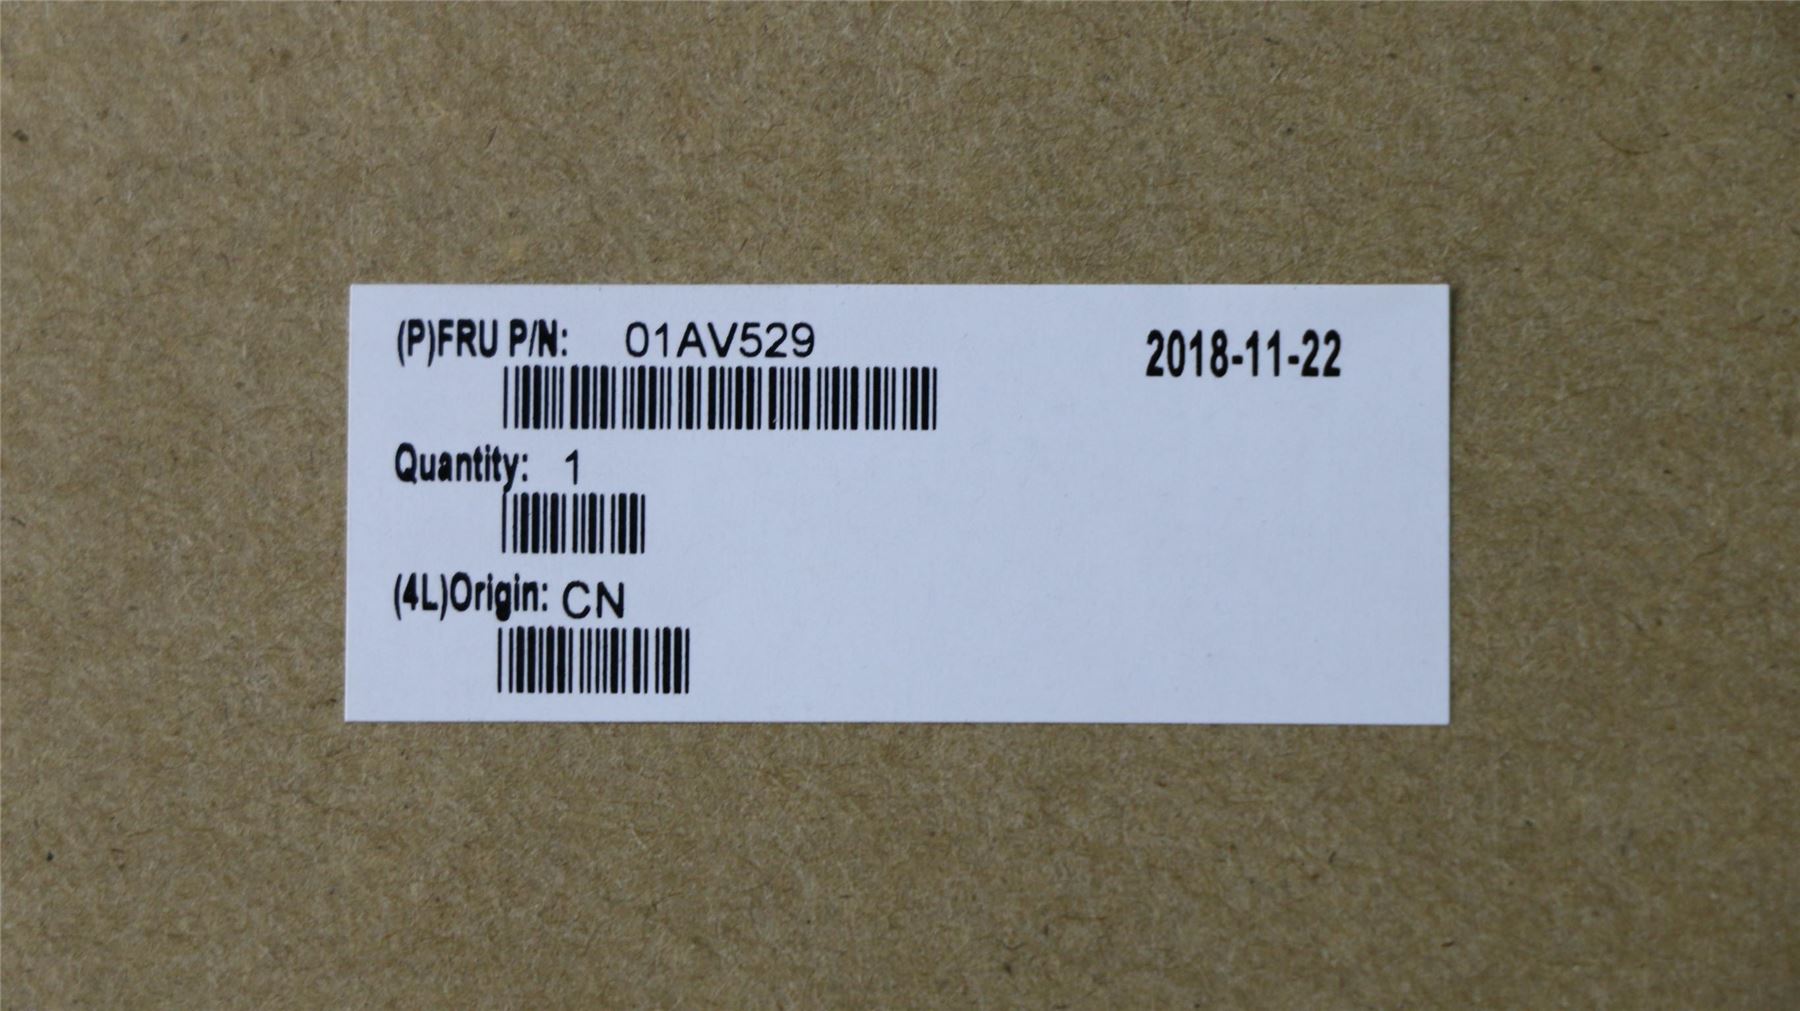 (P)FRU P/N: 01AV529
2018-11-22
Quantity: 1
(4L)Origin: CN